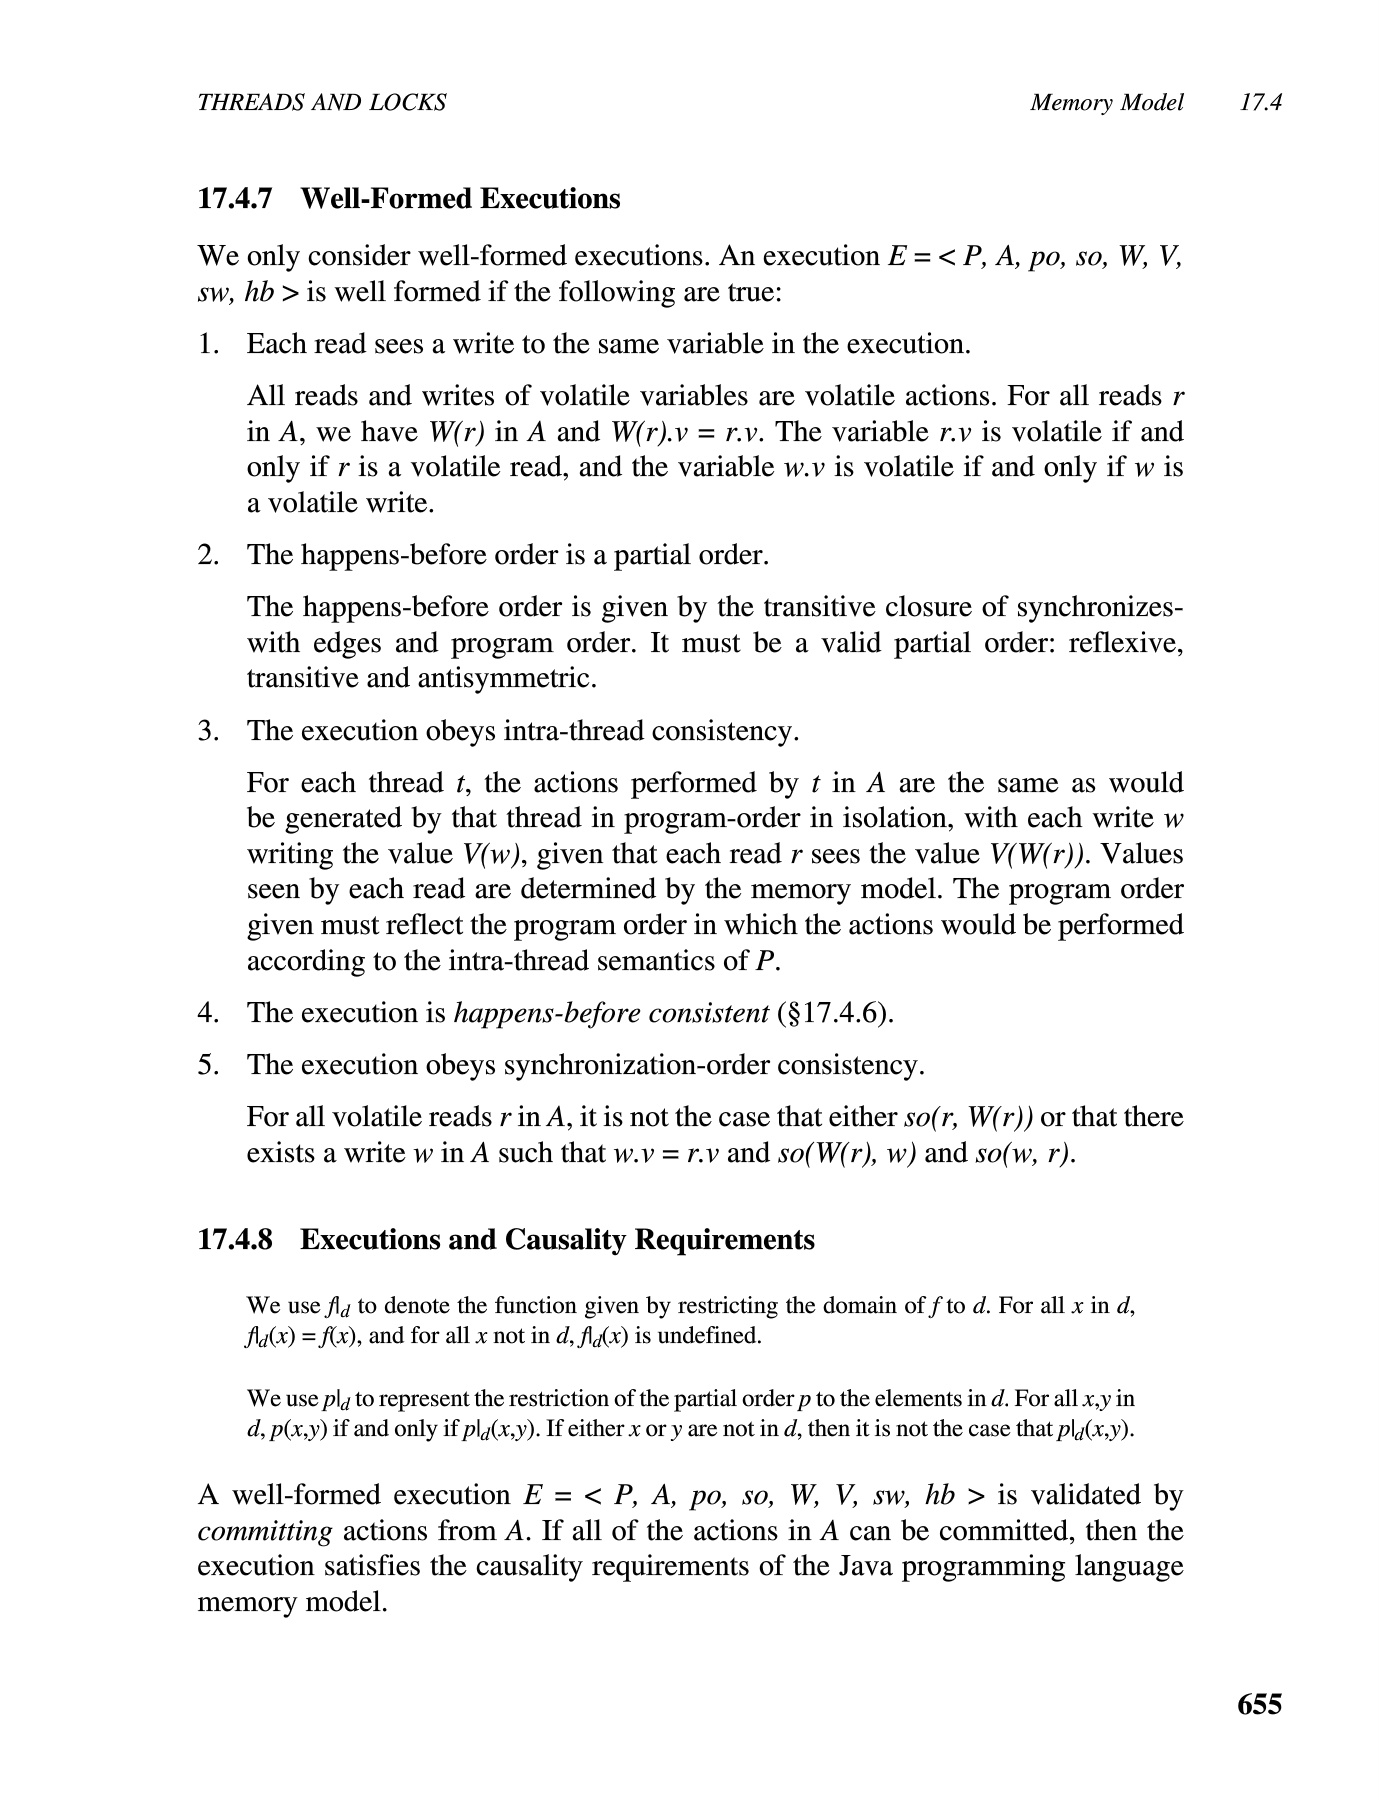 THREADS AND LOCKS Memory Model 17.4
17.4.7 Well-Formed Executions
We only consider well-formed executions. An execution E = < P, A, po, so, W, V,
sw, hb > is well formed if the following are true:
1. Each read sees a write to the same variable in the execution.
All reads and writes of volatile variables are volatile actions. For all reads r
in A, we have W(r) in A and W(r).v = r.v. The variable r.v is volatile if and
only if r is a volatile read, and the variable w.v is volatile if and only if w is
a volatile write.
2. The happens-before order is a partial order.
The happens-before order is given by the transitive closure of synchronizes-
with edges and program order. It must be a valid partial order: reflexive,
transitive and antisymmetric.
3. The execution obeys intra-thread consistency.
For each thread t, the actions performed by t in A are the same as would
be generated by that thread in program-order in isolation, with each write w
writing the value V(w), given that each read r sees the value V(W(r)). Values
seen by each read are determined by the memory model. The program order
given must reflect the program order in which the actions would be performed
according to the intra-thread semantics of P.
4. The execution is happens-before consistent (§17.4.6).
5. The execution obeys synchronization-order consistency.
For all volatile reads r in A, it is not the case that either so(r, W(r)) or that there
exists a write w in A such that w.v = r.v and so(W(r), w) and so(w, r).
17.4.8 Executions and Causality Requirements
We use f|d to denote the function given by restricting the domain of f to d. For all x in d,
f|d(x) = f(x), and for all x not in d, f|d(x) is undefined.
We use p|d to represent the restriction of the partial order p to the elements in d. For all x,y in
d, p(x,y) if and only if p|d(x,y). If either x or y are not in d, then it is not the case that p|d(x,y).
A well-formed execution E = < P, A, po, so, W, V, sw, hb > is validated by
committing actions from A. If all of the actions in A can be committed, then the
execution satisfies the causality requirements of the Java programming language
memory model.
655